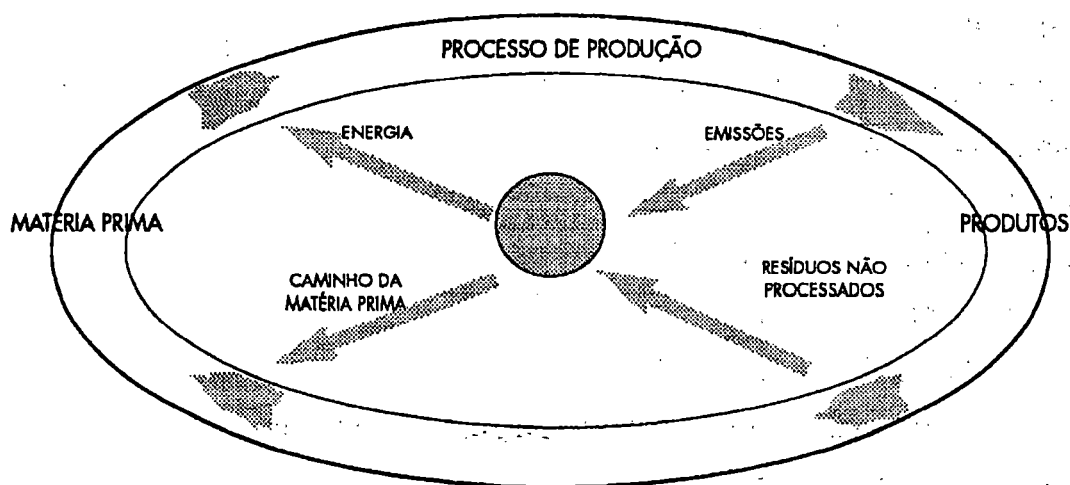 PROCESSO DE PRODUÇÃO
ENERGIA
EMISSÕES
MATÉRIA PRIMA
PRODUTOS
CAMINHO DA
MATÉRIA PRIMA
RESÍDUOS NÃO
PROCESSADOS